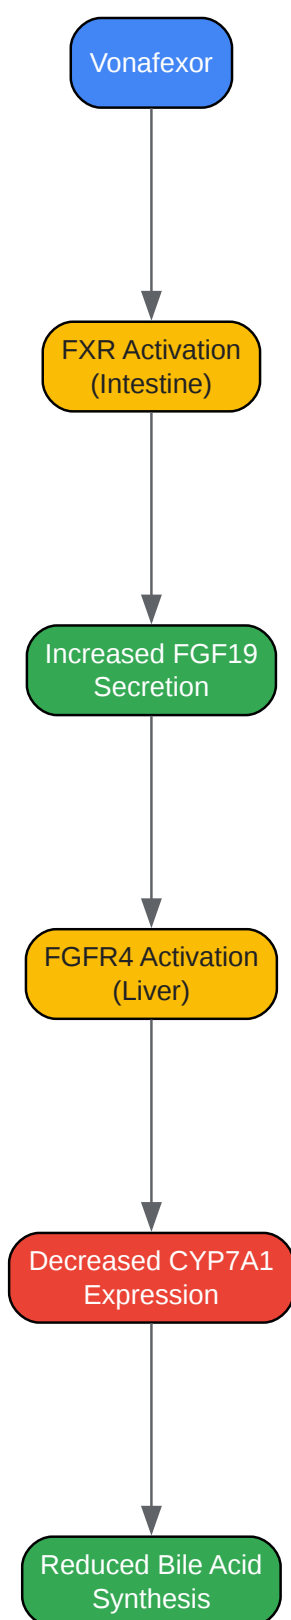 Vonafexor
FXR Activation
(Intestine)
Increased FGF19
Secretion
FGFR4 Activation
(Liver)
Decreased CYP7A1
Expression
Reduced Bile Acid
Synthesis